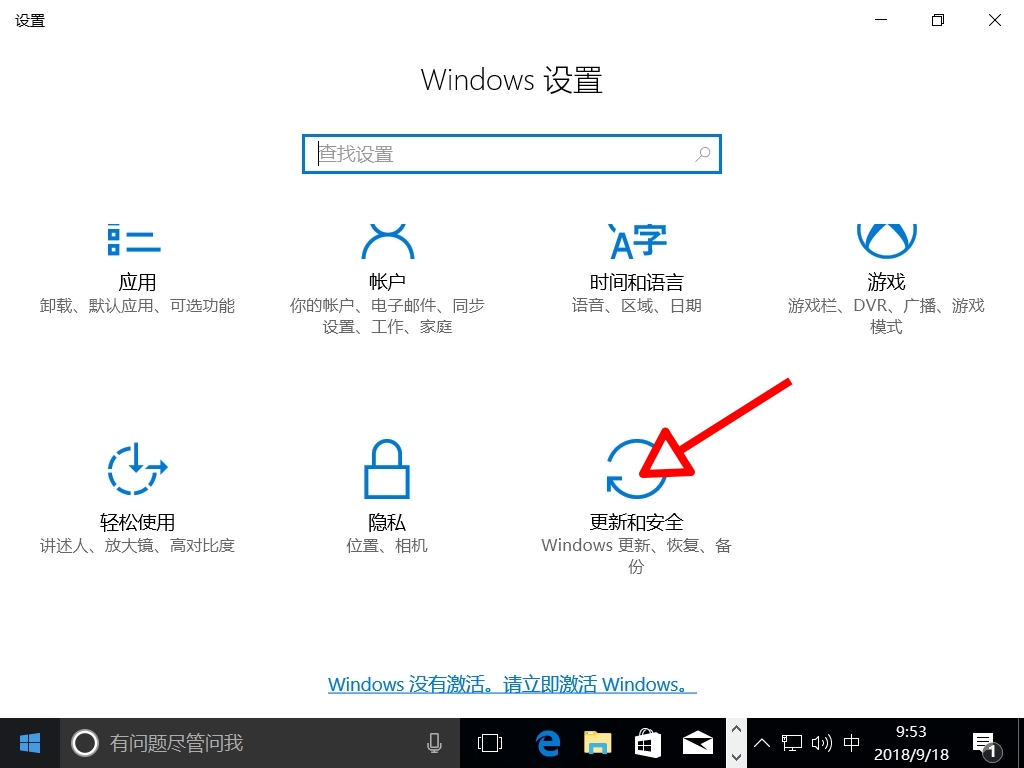 设置
Windows 设置
查找设置
应用
卸载、默认应用、可选功能
帐户
你的帐户、电子邮件、同步
设置、工作、家庭
时间和语言
语音、区域、日期
游戏
游戏栏、DVR、广播、游戏
模式
轻松使用
讲述人、放大镜、高对比度
隐私
位置、相机
更新和安全
Windows 更新、恢复、备
份
Windows 没有激活。请立即激活 Windows。
有问题尽管问我
中
9:53
2018/9/18
1